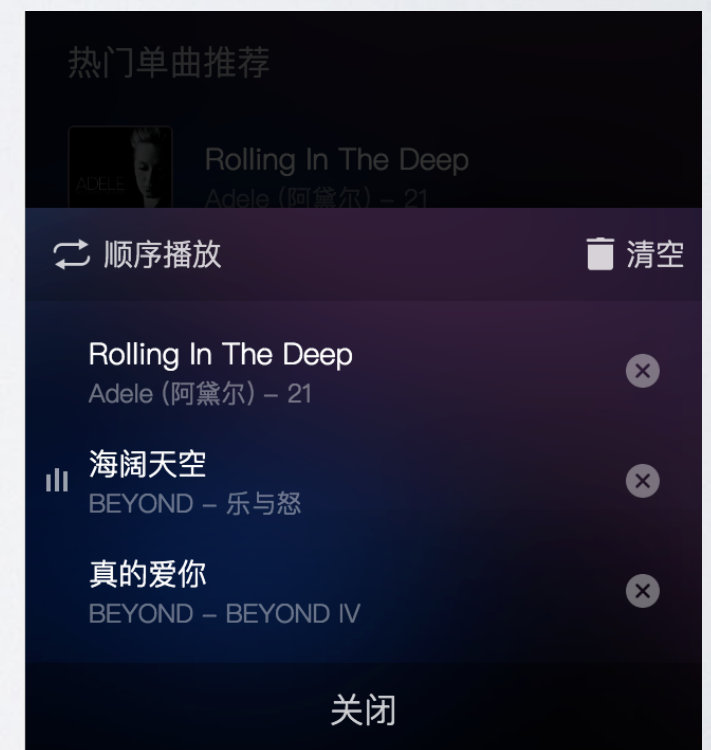 热门单曲推荐
ADELE
Rolling In The Deep
Adele (阿黛尔) – 21
顺序播放
清空
Rolling In The Deep
Adele (阿黛尔) – 21
海阔天空
BEYOND – 乐与怒
真的爱你
BEYOND – BEYOND IV
关闭